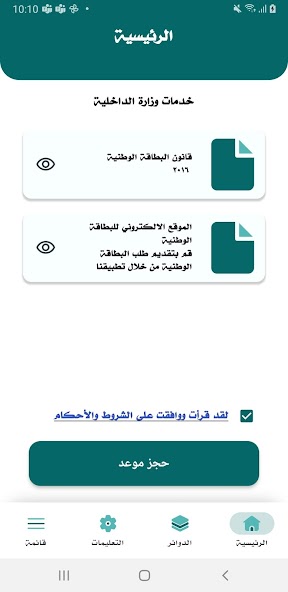 10:10
الرئيسية
خدمات وزارة الداخلية
قانون البطاقة الوطنية
٢٠١٦
الموقع الالكتروني للبطاقة
الوطنية
قم بتقديم طلب البطاقة
الوطنية من خلال تطبيقنا
لقد قرأت ووافقت على الشروط والأحكام
حجز موعد
الرئيسية
الدوائر
التعليمات
قائمة